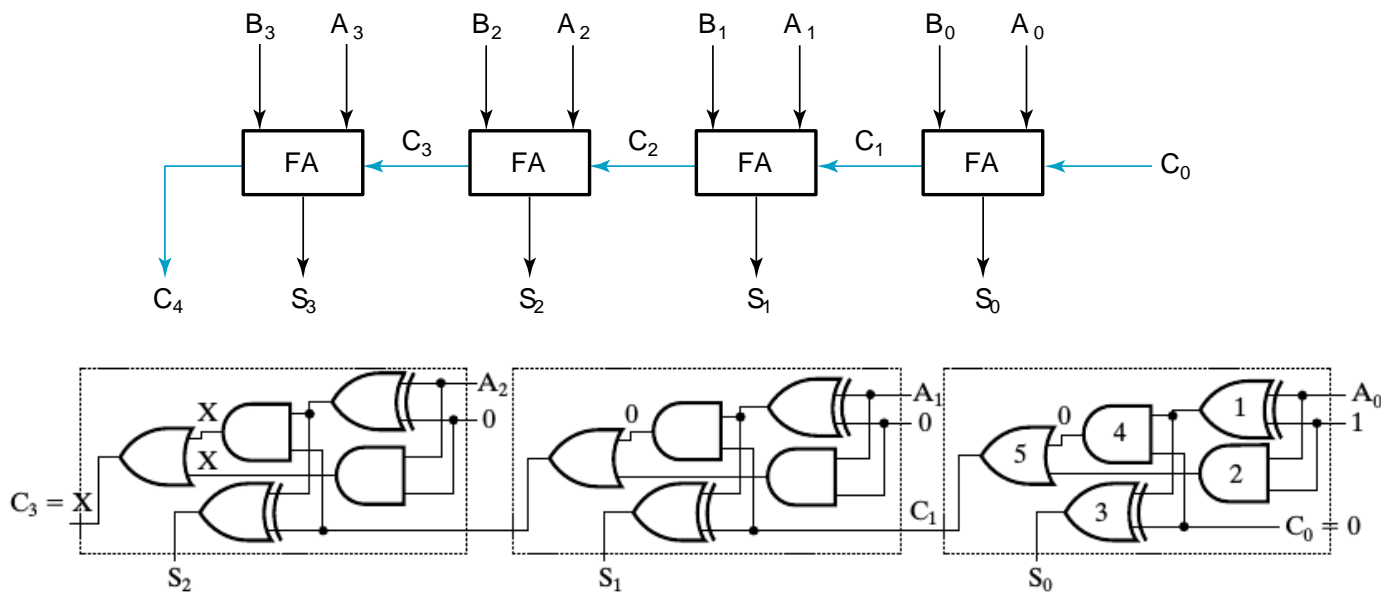 B3 A3 B2 A2 B1 A1 B0 A0
C3 C2 C1
FA FA FA FA C0
C4 S3 S2 S1 S0
A2 A1 A0
X 0 0 1 1
0 0 4
X 5 2
C3 = X C1 3 C0 = 0
S2 S1 S0